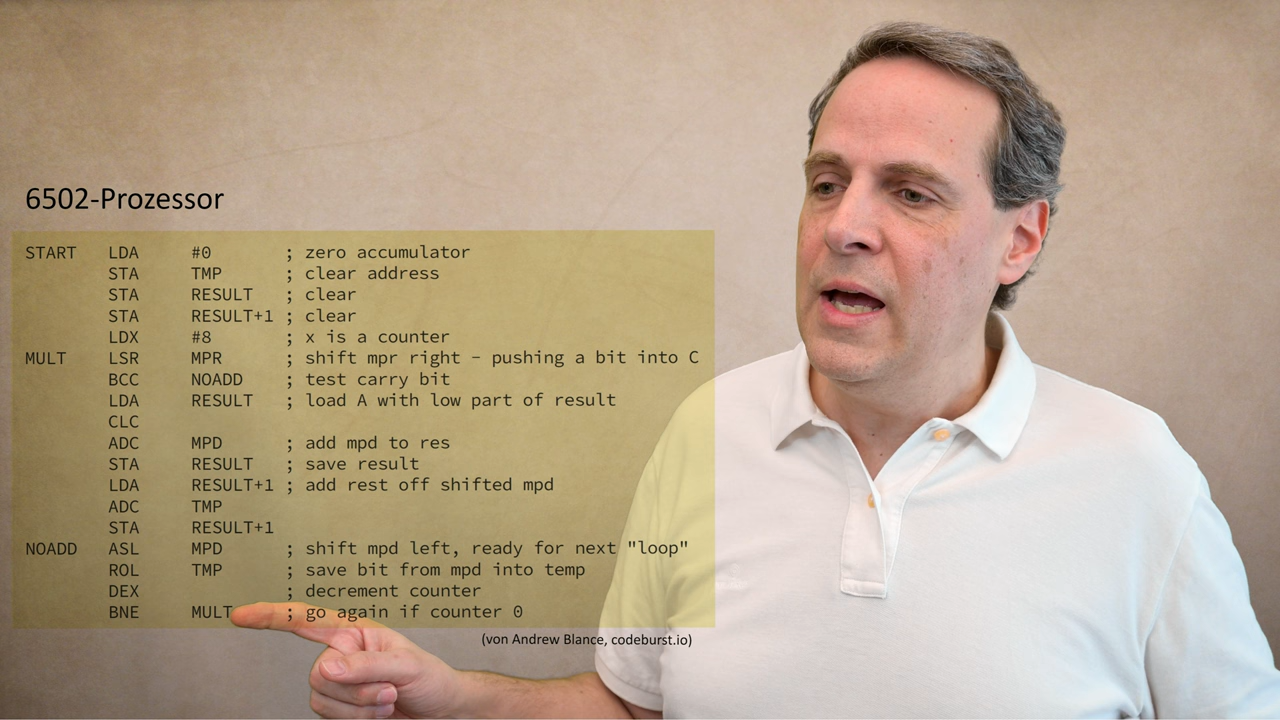 6502-Prozessor
START LDA #0 ; zero accumulator
STA TMP ; clear address
STA RESULT ; clear
STA RESULT+1 ; clear
LDX #8 ; x is a counter
MULT LSR MPR ; shift mpr right – pushing a bit into C
BCC NOADD ; test carry bit
LDA RESULT ; load A with low part of result
CLC
ADC MPD ; add mpd to res
STA RESULT ; save result
LDA RESULT+1 ; add rest off shifted mpd
ADC TMP
STA RESULT+1
NOADD ASL MPD ; shift mpd left, ready for next "loop"
ROL TMP ; save bit from mpd into temp
DEX ; decrement counter
BNE MULT ; go again if counter 0
(von Andrew Blance, codeburst.io)